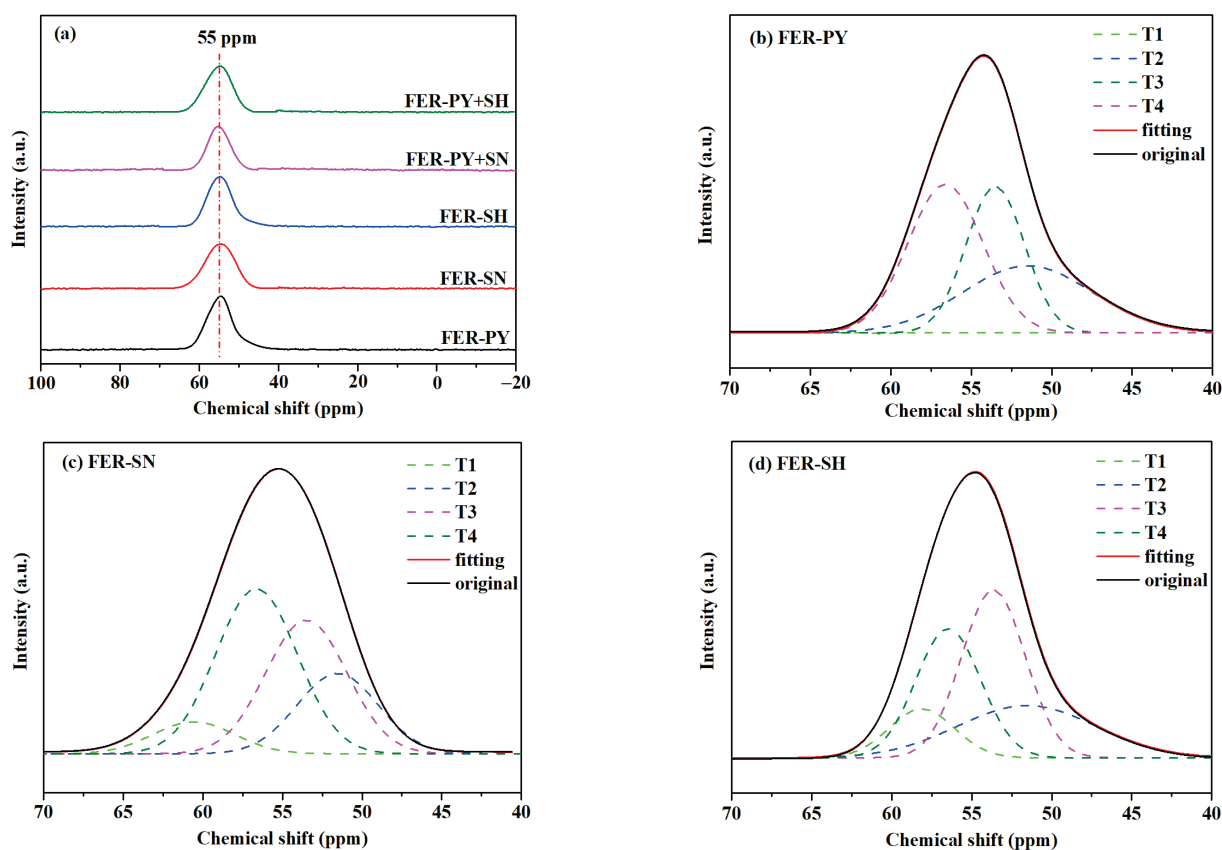 (a)
55 ppm
FER-PY+SH
FER-PY+SN
FER-SH
FER-SN
FER-PY
Intensity (a.u.)
100 80 60 40 20 0 −20
Chemical shift (ppm)
(b) FER-PY
T1
T2
T3
T4
fitting
original
Intensity (a.u.)
70 65 60 55 50 45 40
Chemical shift (ppm)
(c) FER-SN
T1
T2
T3
T4
fitting
original
Intensity (a.u.)
70 65 60 55 50 45 40
Chemical shift (ppm)
(d) FER-SH
T1
T2
T3
T4
fitting
original
Intensity (a.u.)
70 65 60 55 50 45 40
Chemical shift (ppm)